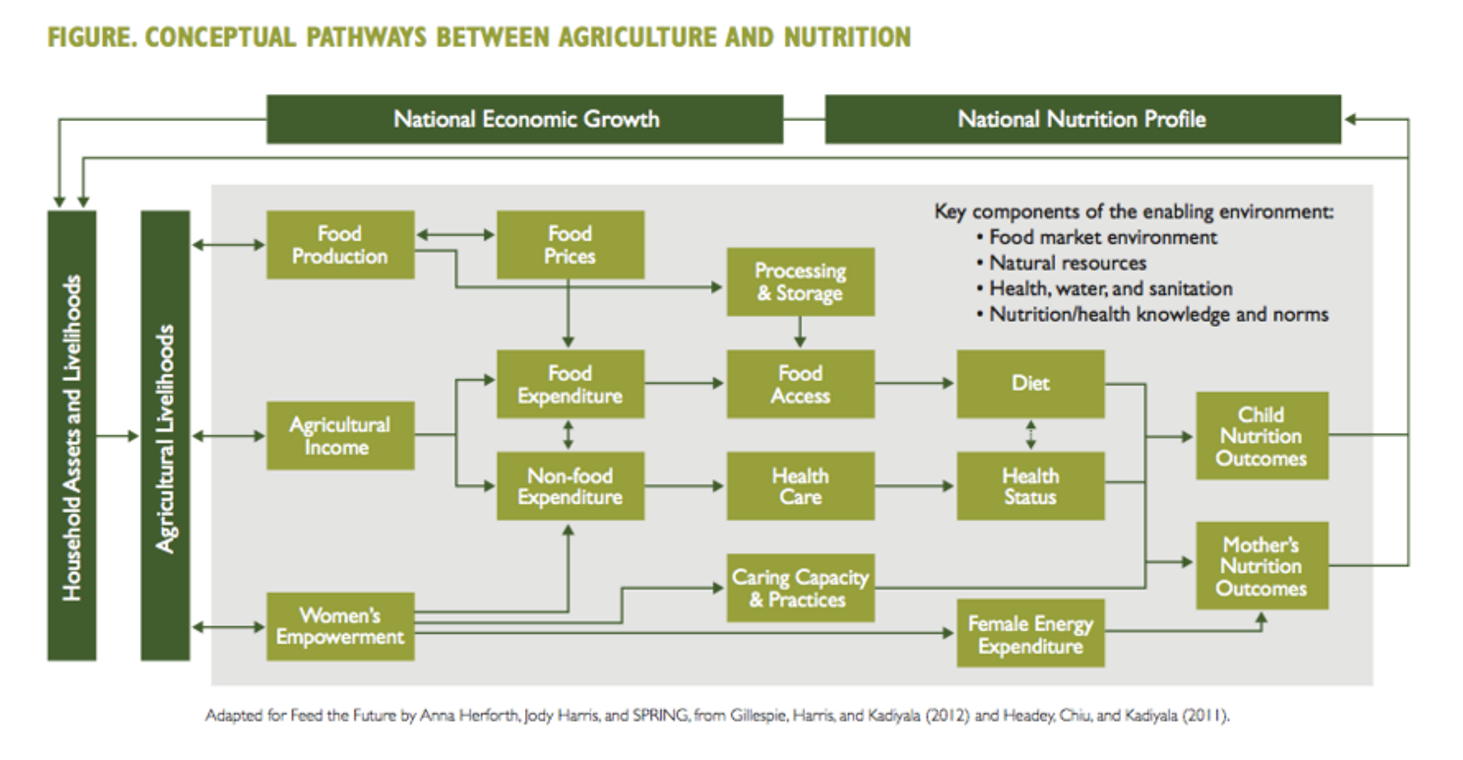 FIGURE. CONCEPTUAL PATHWAYS BETWEEN AGRICULTURE AND NUTRITION
National Economic Growth
National Nutrition Profile
Household Assets and Livelihoods
Agricultural Livelihoods
Food
Production
Food
Prices
Processing
& Storage
Key components of the enabling environment:
• Food market environment
• Natural resources
• Health, water, and sanitation
• Nutrition/health knowledge and norms
Agricultural
Income
Food
Expenditure
Food
Access
Diet
Child
Nutrition
Outcomes
Non-food
Expenditure
Health
Care
Health
Status
Women's
Empowerment
Caring Capacity
& Practices
Female Energy
Expenditure
Mother's
Nutrition
Outcomes
Adapted for Feed the Future by Anna Herforth, Jody Harris, and SPRING, from Gillespie, Harris, and Kadiyala (2012) and Headey, Chiu, and Kadiyala (2011).